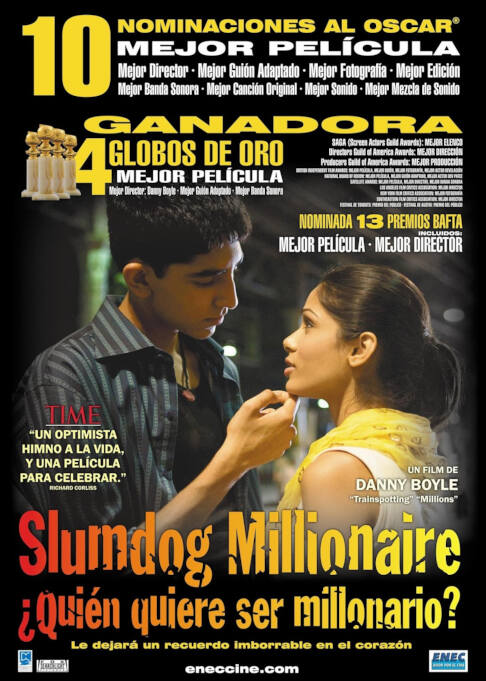 10 NOMINACIONES AL OSCAR®
MEJOR PELÍCULA
Mejor Director · Mejor Guión Adaptado · Mejor Fotografía · Mejor Edición
Mejor Banda Sonora · Mejor Canción Original · Mejor Sonido · Mejor Mezcla de Sonido
GANADORA
4 GLOBOS DE ORO
MEJOR PELÍCULA
Mejor Director: Danny Boyle · Mejor Guión Adaptado · Mejor Banda Sonora
SAGA (Screen Actors Guild Awards): MEJOR ELENCO
Directors Guild of America Awards: MEJOR DIRECCIÓN
Producers Guild of America Awards: MEJOR PRODUCCIÓN
NOMINADA 13 PREMIOS BAFTA
INCLUIDOS:
MEJOR PELÍCULA · MEJOR DIRECTOR
TIME
“UN OPTIMISTA
HIMNO A LA VIDA,
Y UNA PELÍCULA
PARA CELEBRAR.”
RICHARD CORLISS
UN FILM DE
DANNY BOYLE
“Trainspotting” “Millions”
Slumdog Millionaire
¿Quién quiere ser millonario?
Le dejará un recuerdo imborrable en el corazón
eneccine.com
ENEC